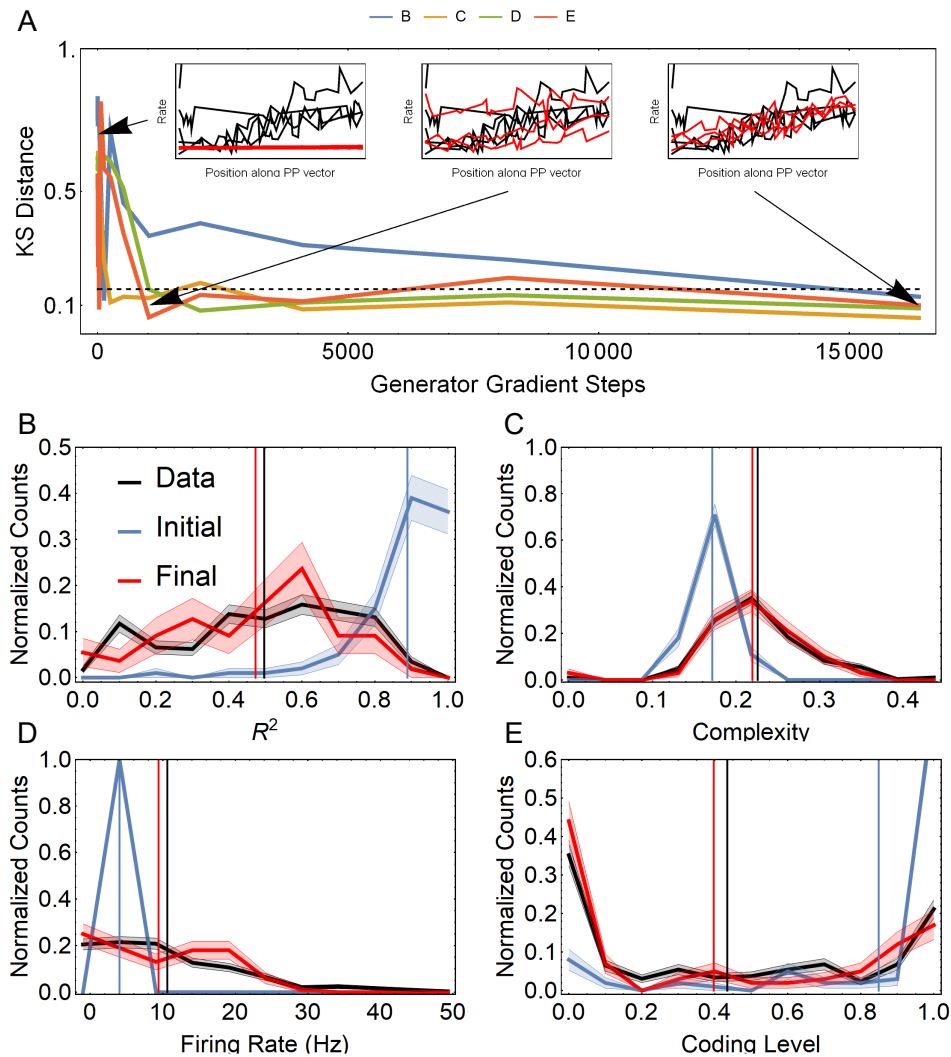 A
B C D E
1.
0.5
0.1
KS Distance
Rate
Position along PP vector
Rate
Position along PP vector
Rate
Position along PP vector
0 5000 10 000 15 000
Generator Gradient Steps
B
0.5
0.4
0.3
0.2
0.1
0.0
Normalized Counts
Data
Initial
Final
0.0 0.2 0.4 0.6 0.8 1.0
R²
C
1.0
0.8
0.6
0.4
0.2
0.0
Normalized Counts
0.0 0.1 0.2 0.3 0.4
Complexity
D
1.0
0.8
0.6
0.4
0.2
0.0
Normalized Counts
0 10 20 30 40 50
Firing Rate (Hz)
E
0.6
0.5
0.4
0.3
0.2
0.1
0.0
Normalized Counts
0.0 0.2 0.4 0.6 0.8 1.0
Coding Level